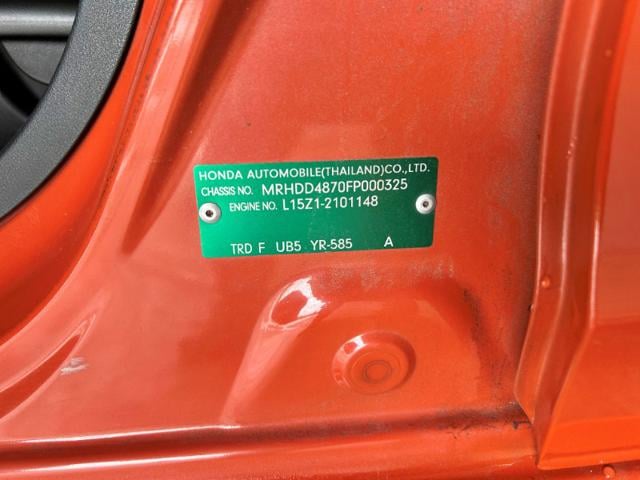 HONDA AUTOMOBILE(THAILAND)CO.,LTD.
CHASSIS NO. MRHDD4870FP000325
ENGINE NO. L15Z1-2101148
TRD F UB5 YR-585 A